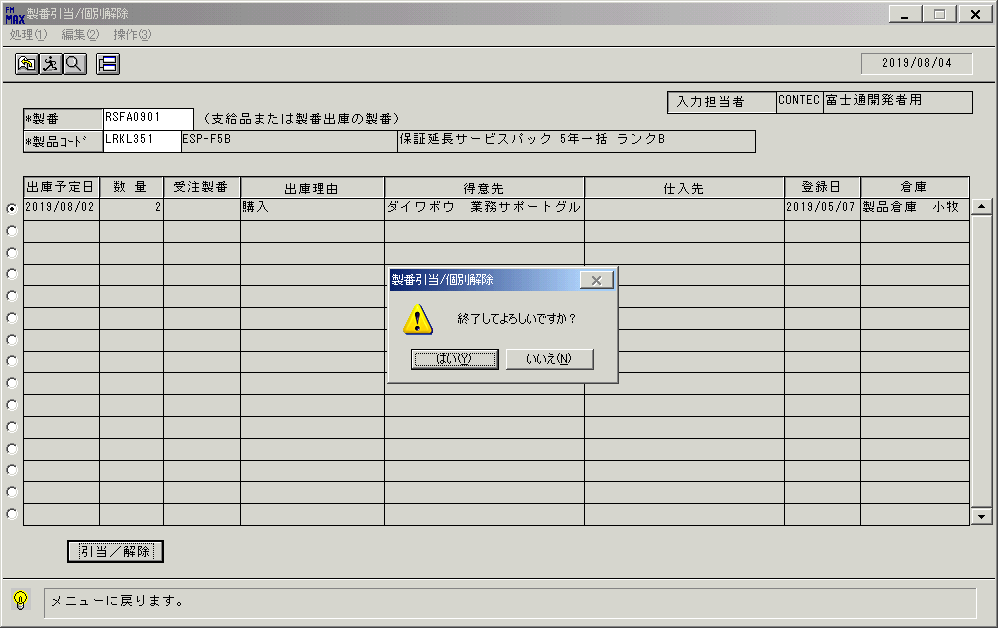 FM MAX 製番引当/個別解除
処理(1) 編集(2) 操作(3)
2019/08/04
入力担当者 CONTEC 富士通開発者用
*製番 RSFA0901 (支給品または製番出庫の製番)
*製品ｺｰﾄﾞ LRKL351 ESP-F5B 保証延長サービスパック 5年一括 ランクB
出庫予定日 数 量 受注製番 出庫理由 得意先 仕入先 登録日 倉庫
2019/08/02 2 購入 ダイワボウ 業務サポートグル 2019/05/07 製品倉庫 小牧
製番引当/個別解除
終了してよろしいですか？
はい(Y) いいえ(N)
引当／解除
メニューに戻ります。